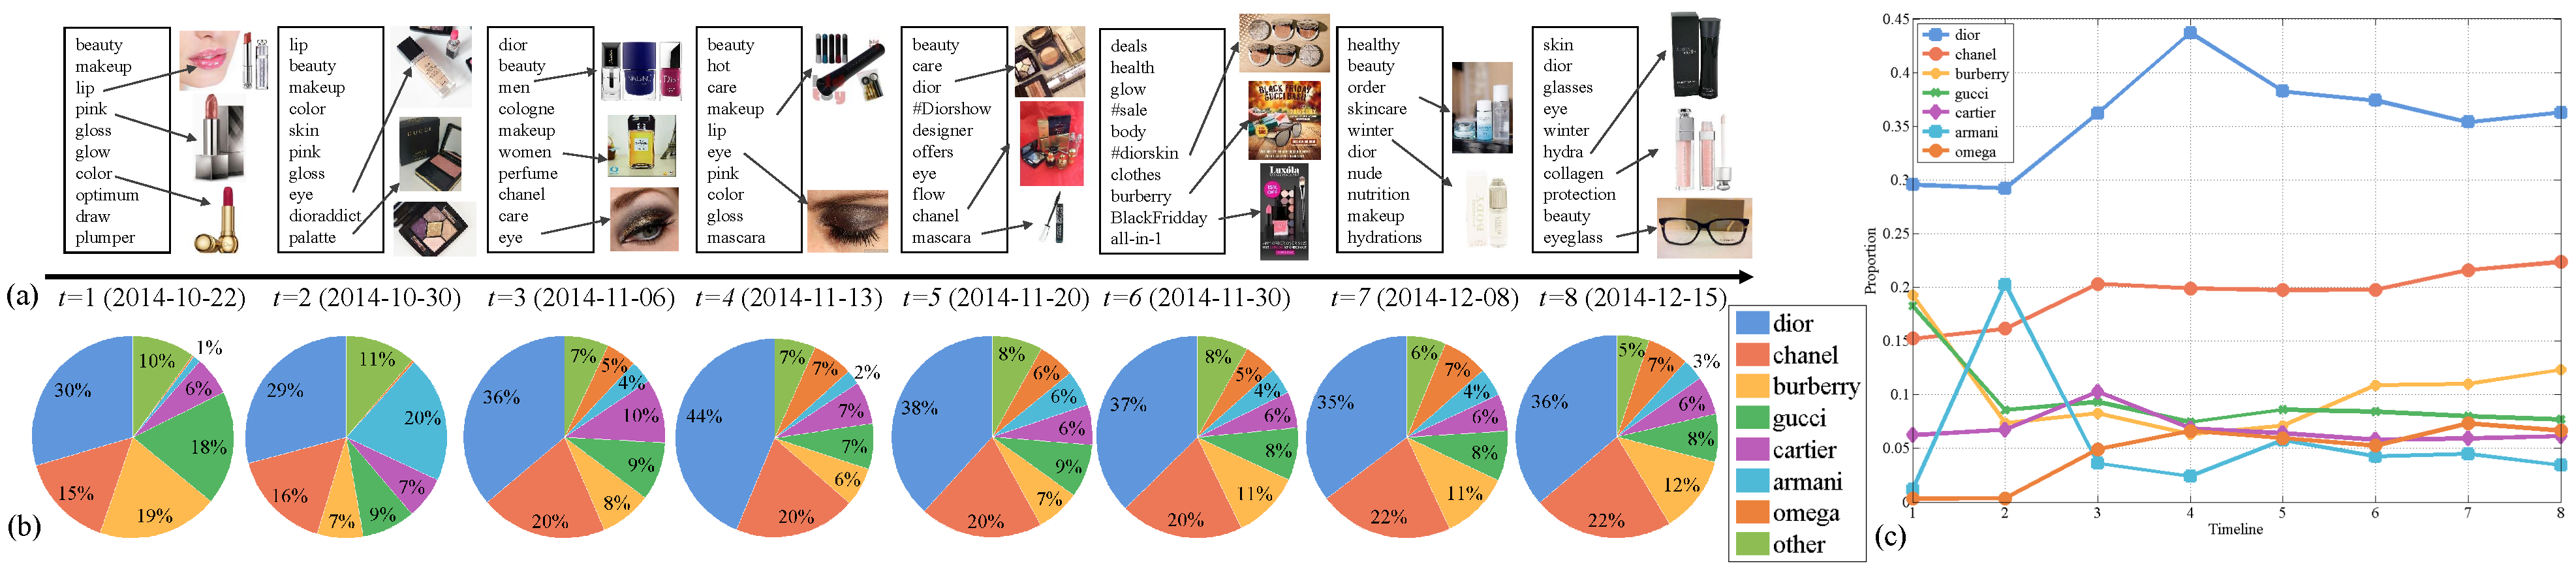 beauty
makeup
lip
pink
gloss
glow
color
optimum
draw
plumper
lip
beauty
makeup
color
skin
pink
gloss
eye
dioraddict
palatte
dior
beauty
men
cologne
makeup
women
perfume
chanel
care
eye
beauty
hot
care
makeup
lip
eye
pink
color
gloss
mascara
beauty
care
dior
#Diorshow
designer
offers
eye
flow
chanel
mascara
deals
health
glow
#sale
body
#diorskin
clothes
burberry
BlackFridday
all-in-1
BLACK FRIDAY
GUCCI BASH
Luxola
healthy
beauty
order
skincare
winter
dior
nude
nutrition
makeup
hydrations
BODY
skin
dior
glasses
eye
winter
hydra
collagen
protection
beauty
eyeglass
(a)
t=1 (2014-10-22)
t=2 (2014-10-30)
t=3 (2014-11-06)
t=4 (2014-11-13)
t=5 (2014-11-20)
t=6 (2014-11-30)
t=7 (2014-12-08)
t=8 (2014-12-15)
(b)
30%
15%
19%
18%
6%
1%
10%
29%
16%
7%
9%
7%
20%
11%
36%
20%
8%
9%
10%
4%
5%
7%
44%
20%
6%
7%
7%
2%
7%
7%
38%
20%
7%
9%
6%
6%
6%
8%
37%
20%
11%
8%
6%
4%
5%
8%
35%
22%
11%
8%
6%
4%
7%
6%
36%
22%
12%
8%
6%
3%
7%
5%
dior
chanel
burberry
gucci
cartier
armani
omega
other
(c)
0.45
0.4
0.35
0.3
0.25
0.2
0.15
0.1
0.05
0
Proportion
dior
chanel
burberry
gucci
cartier
armani
omega
1 2 3 4 5 6 7 8
Timeline